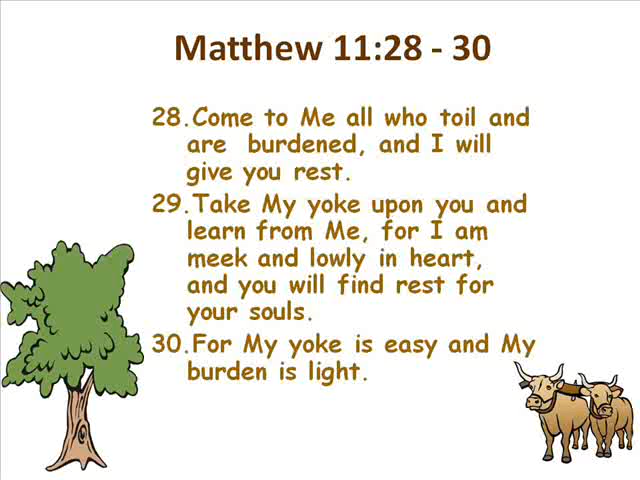 Matthew 11:28 - 30
28.Come to Me all who toil and
are burdened, and I will
give you rest.
29.Take My yoke upon you and
learn from Me, for I am
meek and lowly in heart,
and you will find rest for
your souls.
30.For My yoke is easy and My
burden is light.